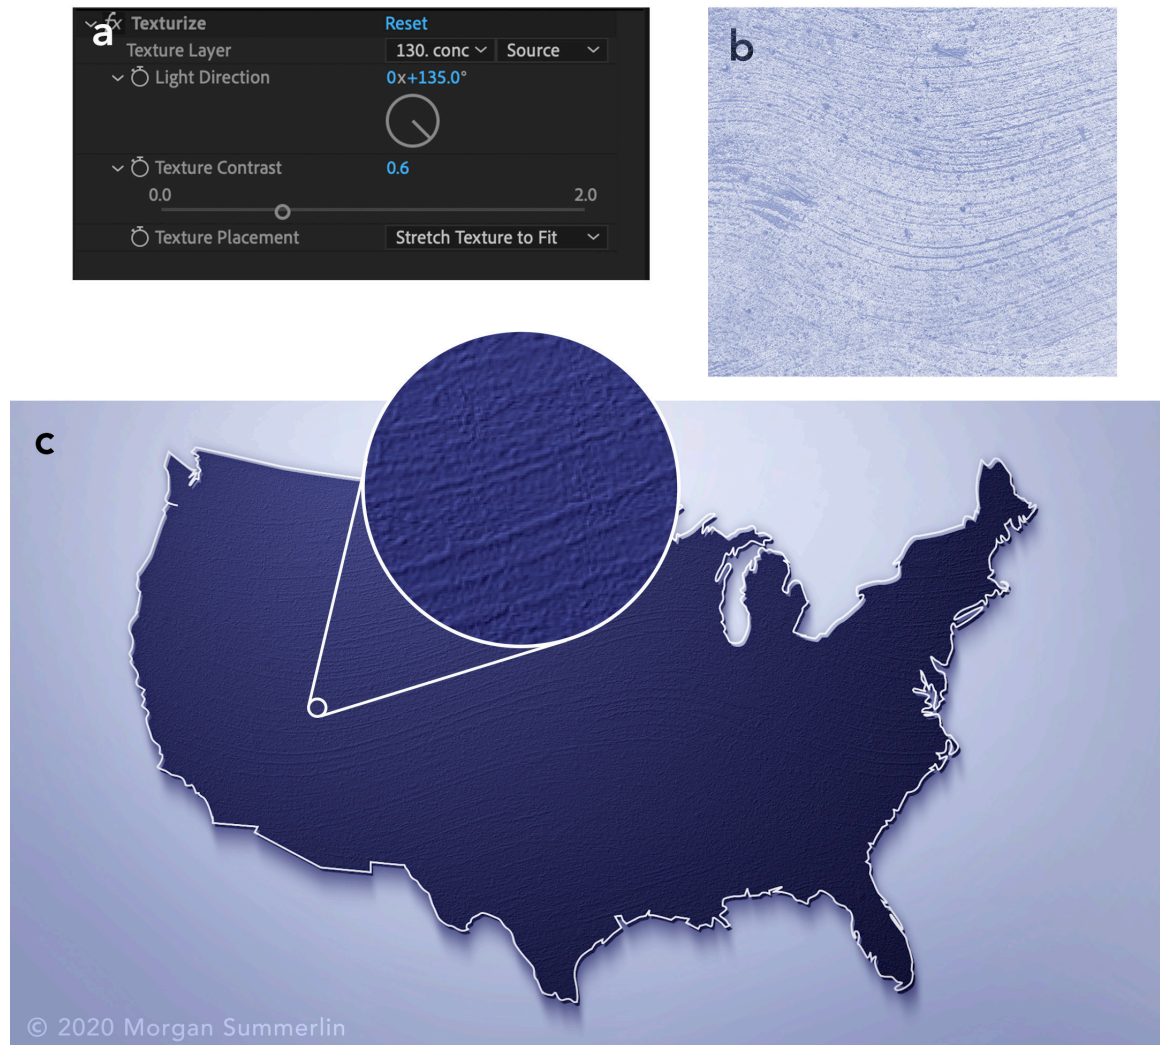 a
fx Texturize Reset
Texture Layer 130. conc Source
Light Direction 0x+135.0°
Texture Contrast 0.6
0.0 2.0
Texture Placement Stretch Texture to Fit
b
c
© 2020 Morgan Summerlin